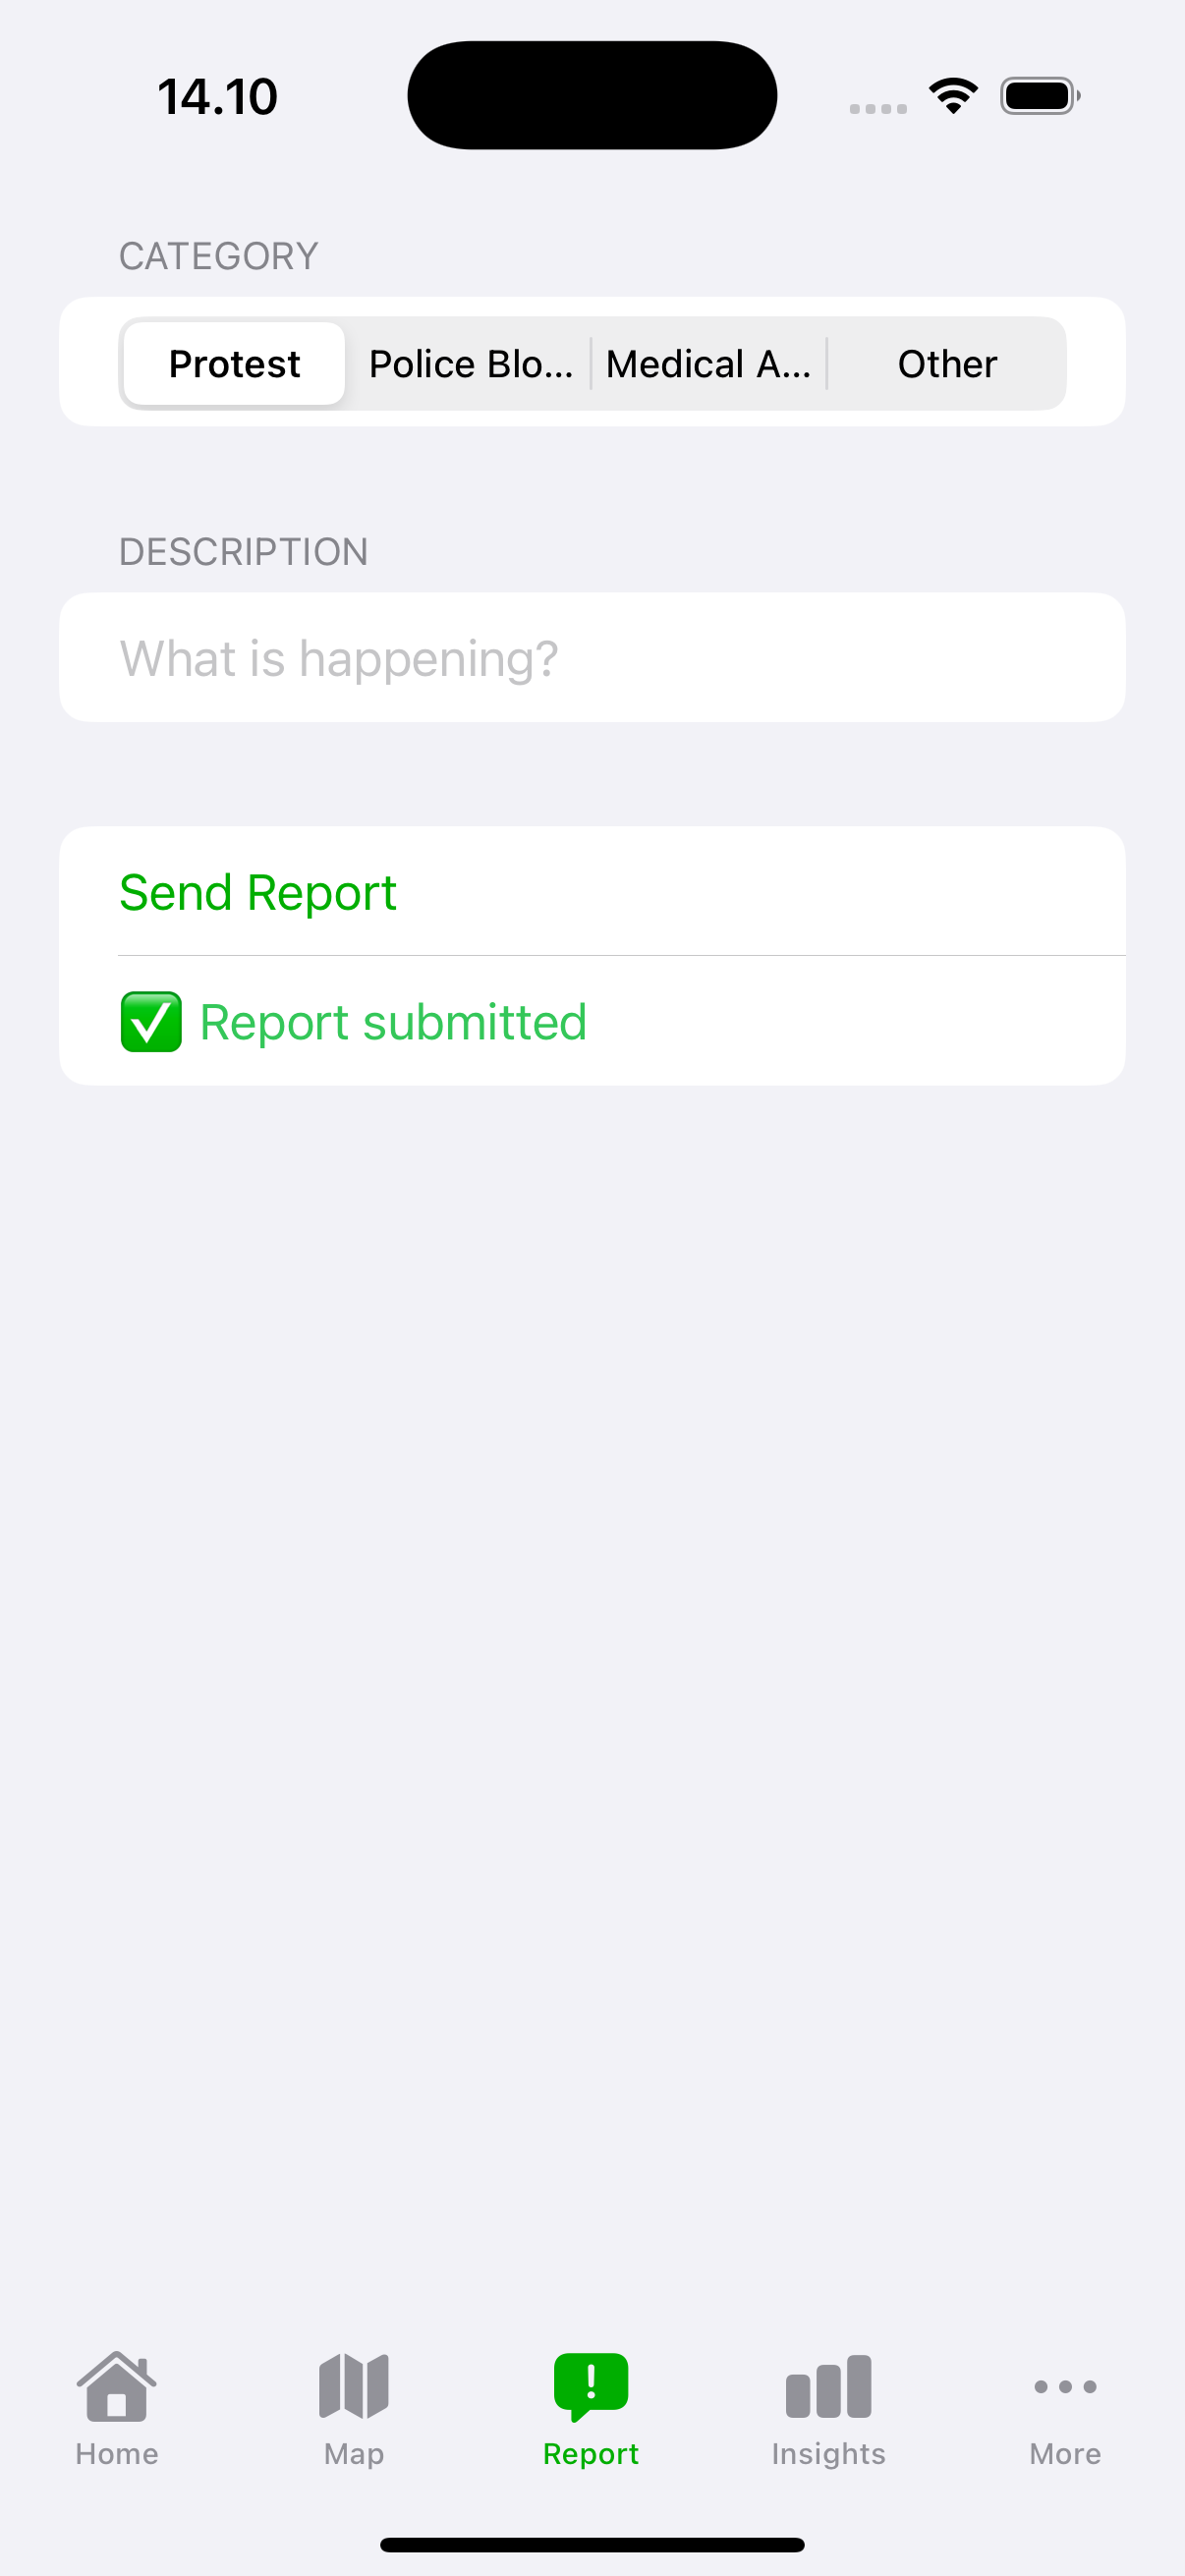 14.10
CATEGORY
Protest Police Blo... Medical A... Other
DESCRIPTION
What is happening?
Send Report
✅ Report submitted
Home Map Report Insights More